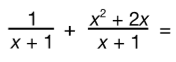 1/(x + 1) + (x² + 2x)/(x + 1) =